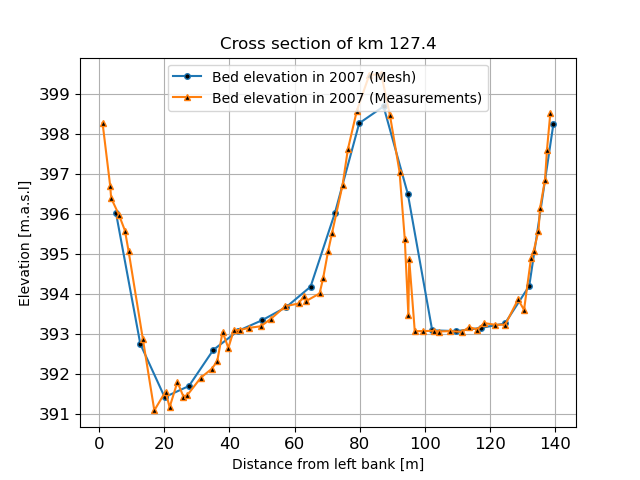 Cross section of km 127.4
Bed elevation in 2007 (Mesh)
Bed elevation in 2007 (Measurements)
Elevation [m.a.s.l]
399
398
397
396
395
394
393
392
391
0 20 40 60 80 100 120 140
Distance from left bank [m]